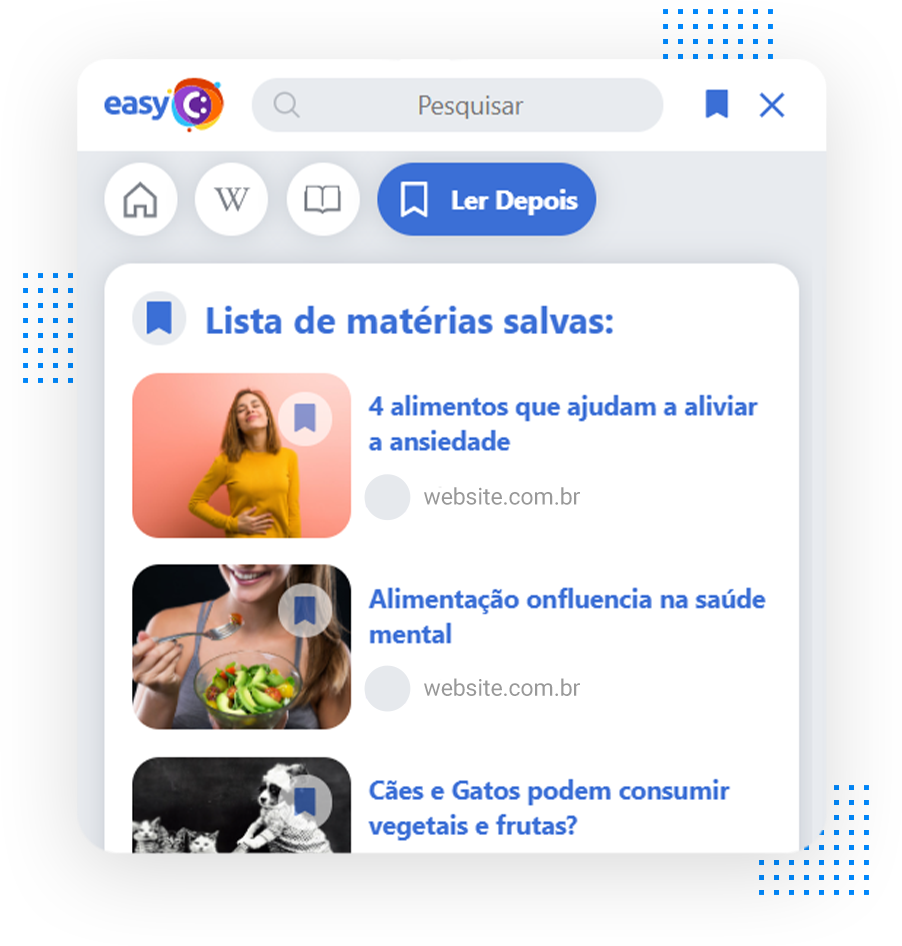 easy C:
Pesquisar
W
Ler Depois
Lista de matérias salvas:
4 alimentos que ajudam a aliviar
a ansiedade
website.com.br
Alimentação onfluencia na saúde
mental
website.com.br
Cães e Gatos podem consumir
vegetais e frutas?